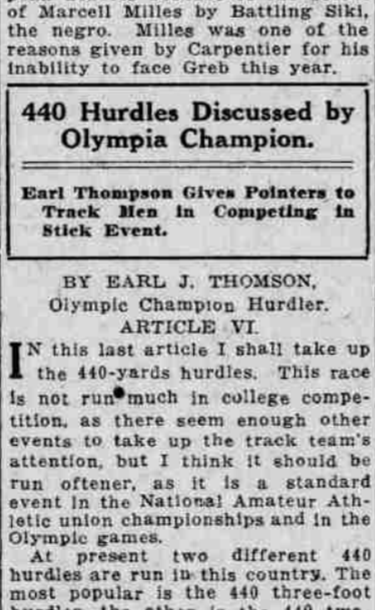 of Marcell Milles by Battling Siki,
the negro. Milles was one of the
reasons given by Carpentier for his
inability to face Greb this year.
440 Hurdles Discussed by
Olympia Champion.
Earl Thompson Gives Pointers to
Track Men in Competing in
Stick Event.
BY EARL J. THOMSON,
Olympic Champion Hurdler.
ARTICLE VI.
IN this last article I shall take up
the 440-yards hurdles. This race
is not run much in college compe-
tition, as there seem enough other
events to take up the track team's
attention, but I think it should be
run oftener, as it is a standard
event in the National Amateur Ath-
letic union championships and in the
Olympic games.
At present two different 440
hurdles are run in this country. The
most popular is the 440 three-foot